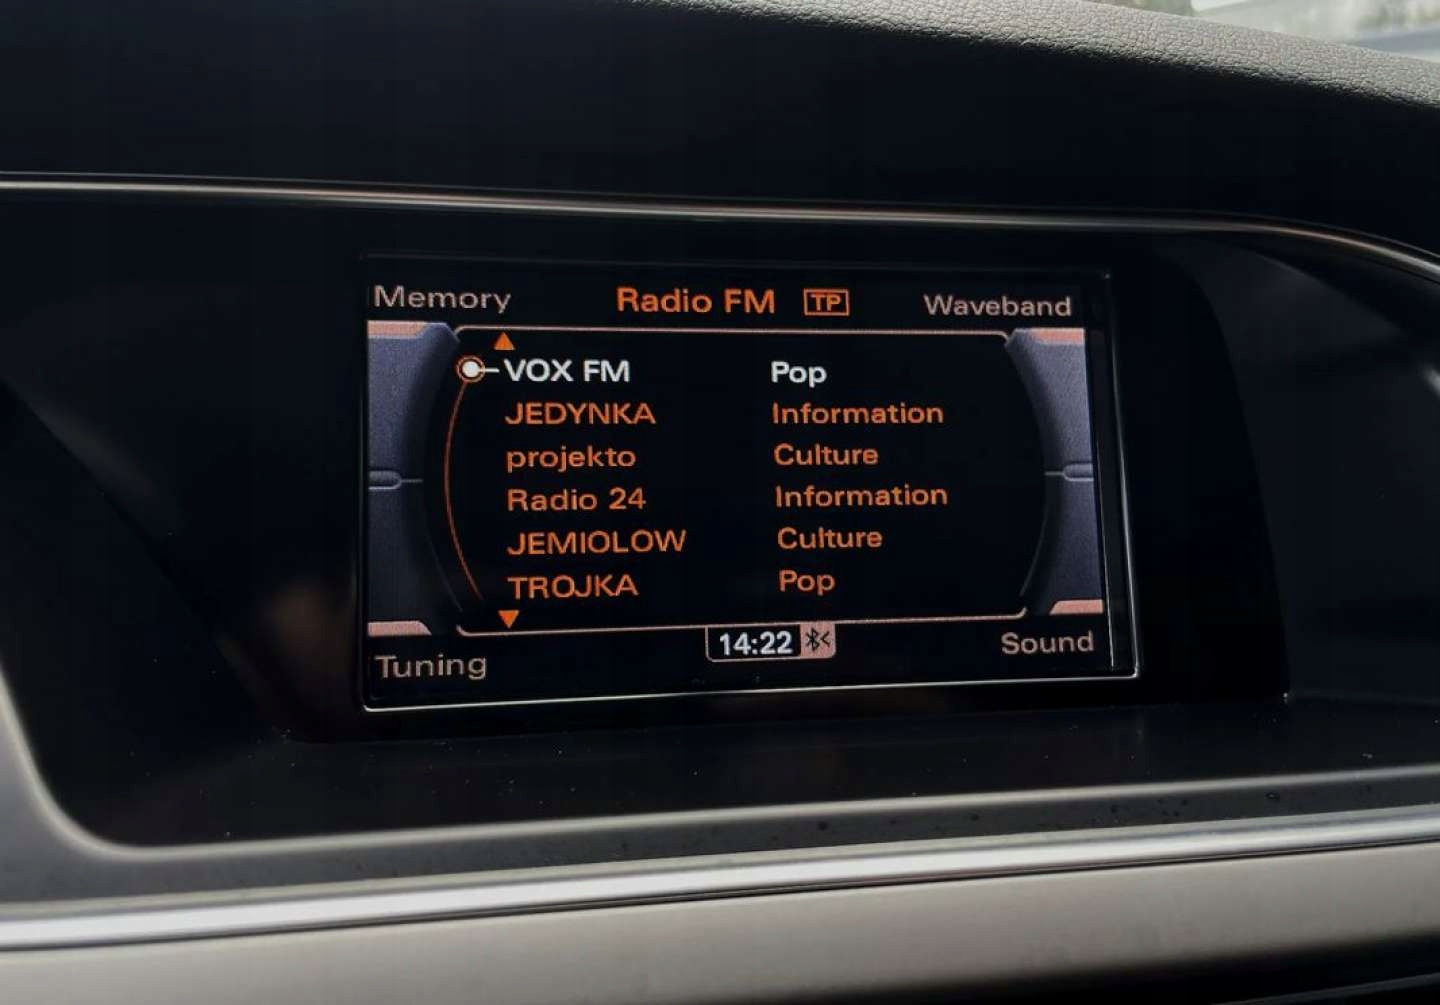 Memory Radio FM TP Waveband
VOX FM Pop
JEDYNKA Information
projekto Culture
Radio 24 Information
JEMIOLOW Culture
TROJKA Pop
Tuning 14:22 Sound